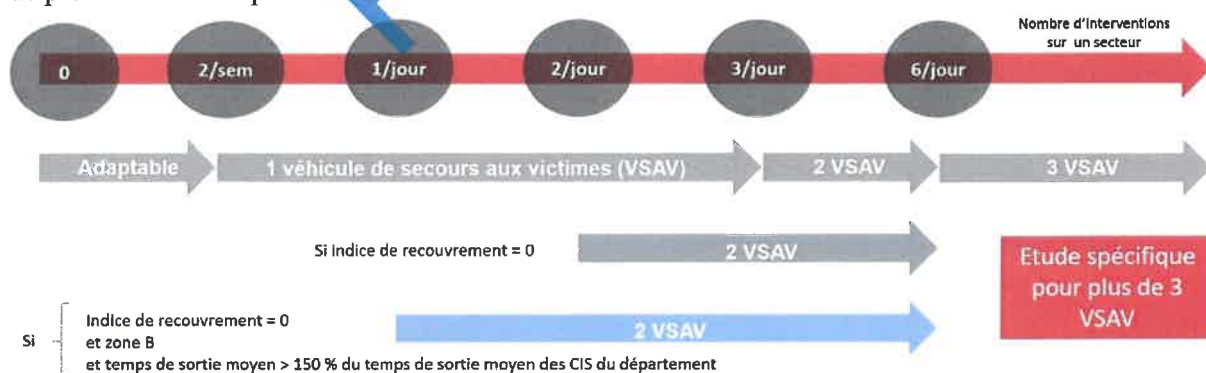 Nombre d'interventions
sur un secteur
0
2/sem
1/jour
2/jour
3/jour
6/jour
Adaptable
1 véhicule de secours aux victimes (VSAV)
2 VSAV
3 VSAV
Si indice de recouvrement = 0
2 VSAV
Etude spécifique
pour plus de 3
VSAV
Si
Indice de recouvrement = 0
et zone B
et temps de sortie moyen > 150 % du temps de sortie moyen des CIS du département
2 VSAV